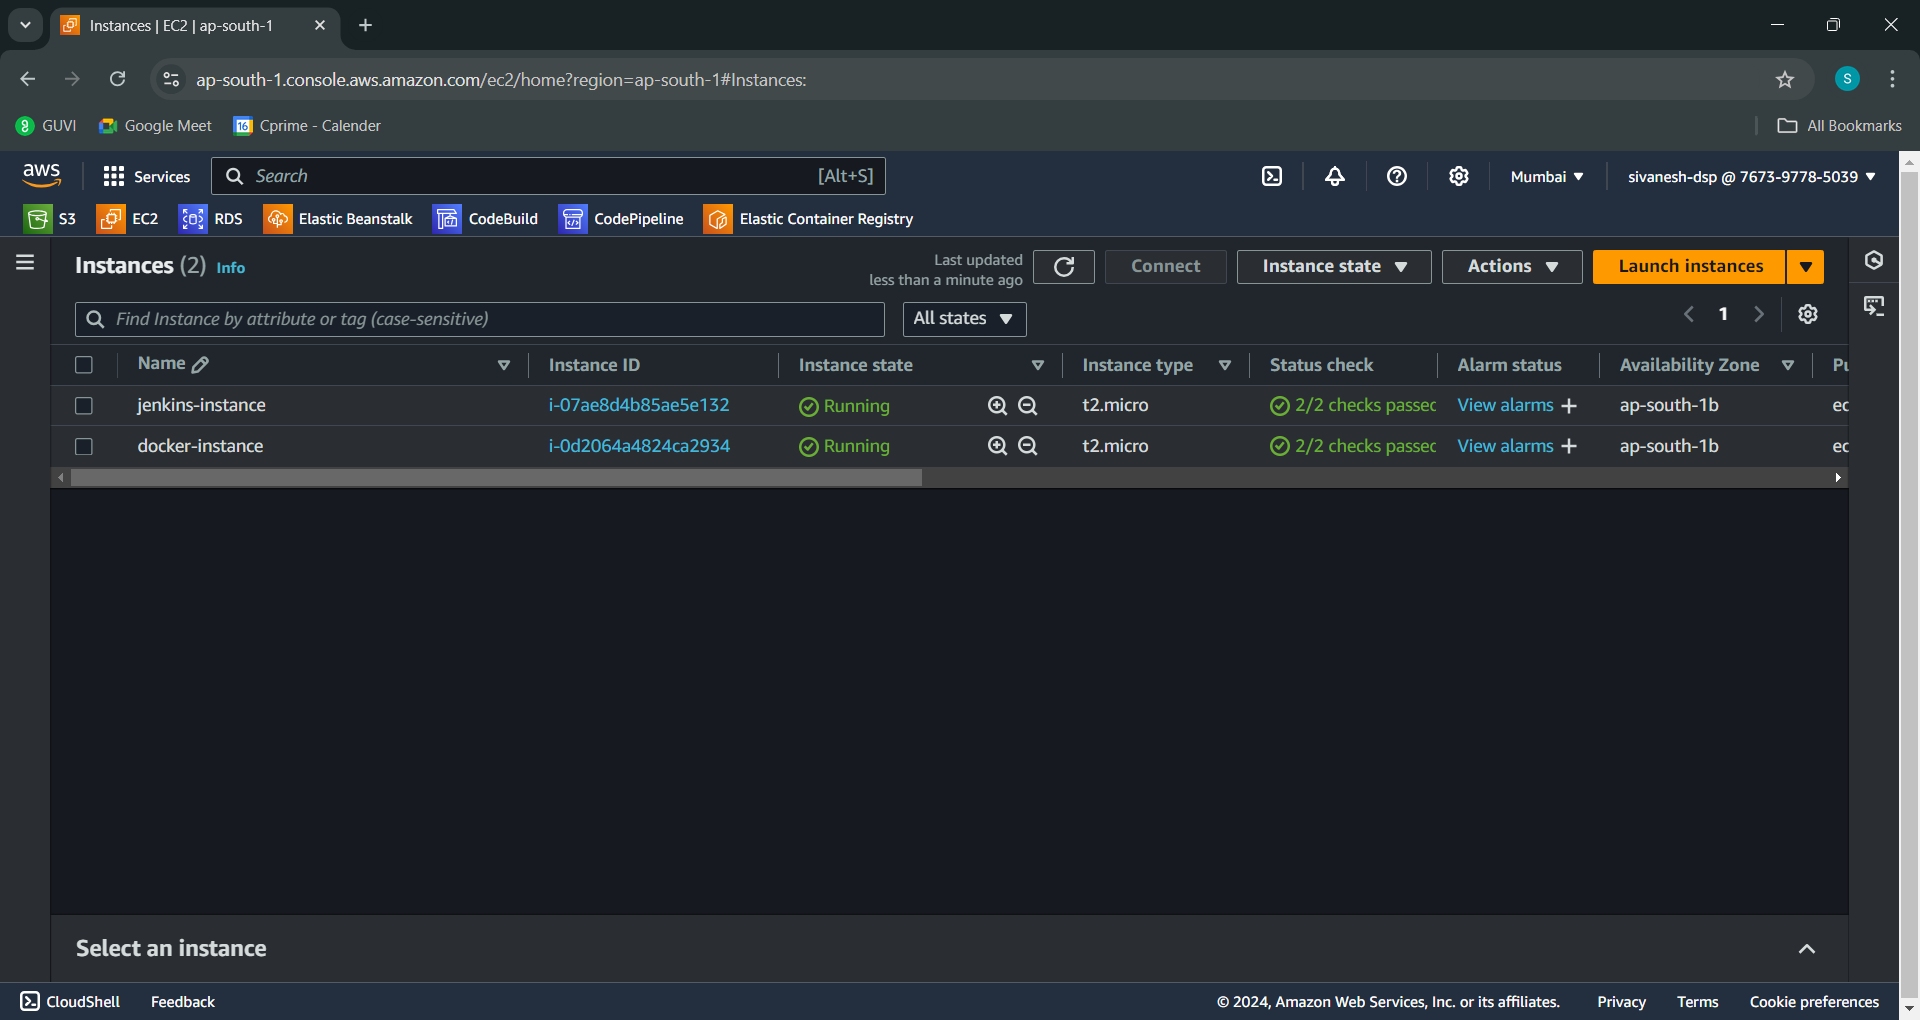 Instances | EC2 | ap-south-1
ap-south-1.console.aws.amazon.com/ec2/home?region=ap-south-1#Instances:
S
GUVI
Google Meet
16
Cprime - Calender
All Bookmarks
aws
Services
Search
[Alt+S]
Mumbai
sivanesh-dsp @ 7673-9778-5039
S3
EC2
RDS
Elastic Beanstalk
CodeBuild
CodePipeline
Elastic Container Registry
Instances (2) Info
Last updated
less than a minute ago
Connect
Instance state
Actions
Launch instances
Find Instance by attribute or tag (case-sensitive)
All states
1
Name
Instance ID
Instance state
Instance type
Status check
Alarm status
Availability Zone
Pu
jenkins-instance
i-07ae8d4b85ae5e132
Running
t2.micro
2/2 checks passec
View alarms +
ap-south-1b
ec
docker-instance
i-0d2064a4824ca2934
Running
t2.micro
2/2 checks passec
View alarms +
ap-south-1b
ec
Select an instance
CloudShell
Feedback
© 2024, Amazon Web Services, Inc. or its affiliates.
Privacy
Terms
Cookie preferences